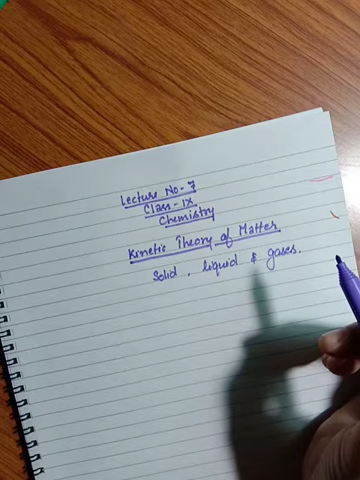 Lecture No-7
Class-IX
Chemistry
Kinetic Theory of Matter
Solid, liquid & gases.